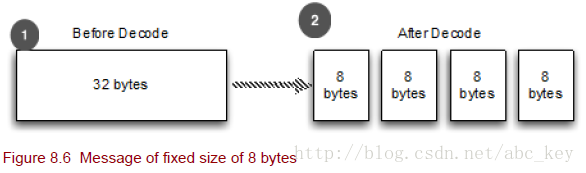 1
Before Decode
32 bytes
2
After Decode
8
bytes
8
bytes
8
bytes
8
bytes
Figure 8.6 Message of fixed size of 8 bytes
http://blog.csdn.net/abc_key